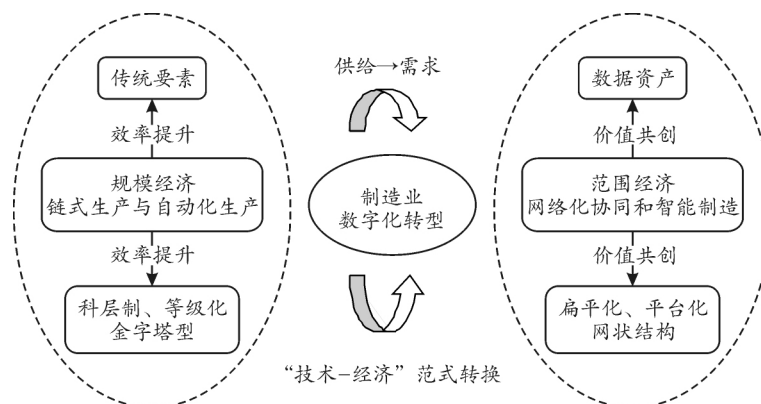 传统要素
效率提升
规模经济
链式生产与自动化生产
效率提升
科层制、等级化
金字塔型
供给→需求
制造业
数字化转型
“技术–经济”范式转换
数据资产
价值共创
范围经济
网络化协同和智能制造
价值共创
扁平化、平台化
网状结构